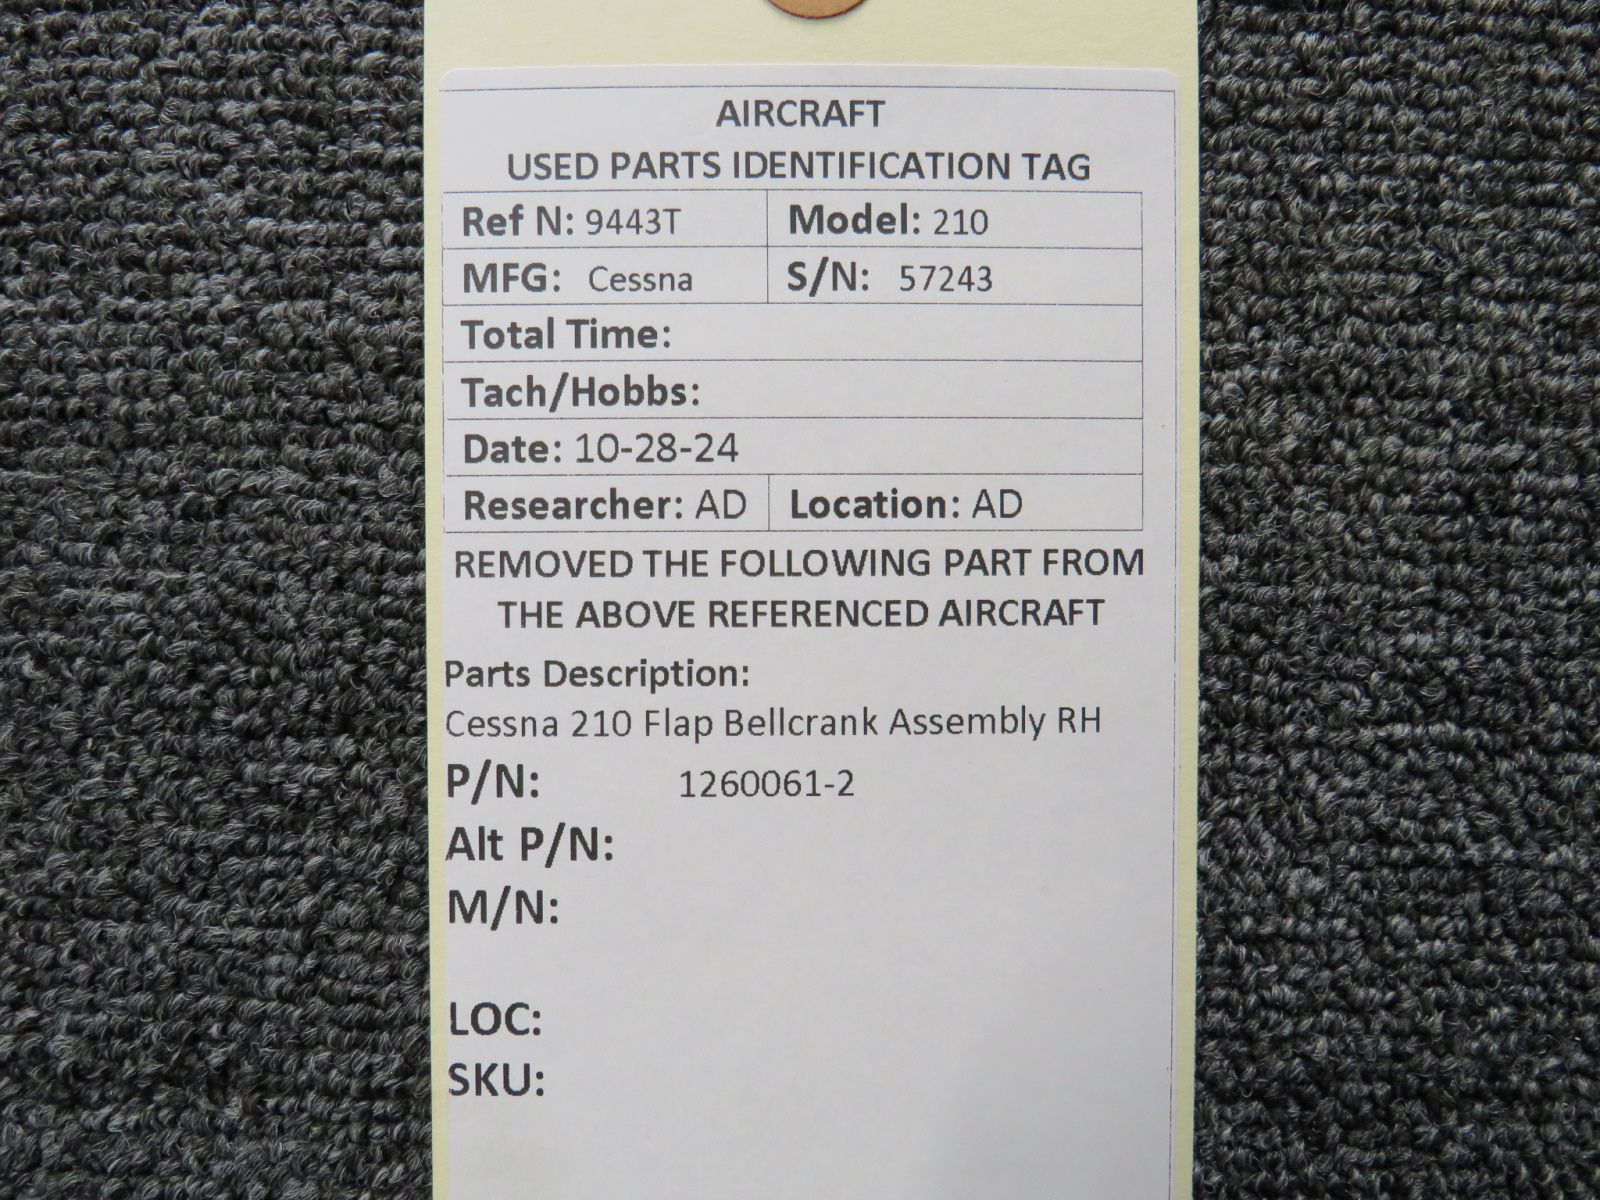 AIRCRAFT
USED PARTS IDENTIFICATION TAG
Ref N: 9443T Model: 210
MFG: Cessna S/N: 57243
Total Time:
Tach/Hobbs:
Date: 10-28-24
Researcher: AD Location: AD
REMOVED THE FOLLOWING PART FROM
THE ABOVE REFERENCED AIRCRAFT
Parts Description:
Cessna 210 Flap Bellcrank Assembly RH
P/N: 1260061-2
Alt P/N:
M/N:
LOC:
SKU: